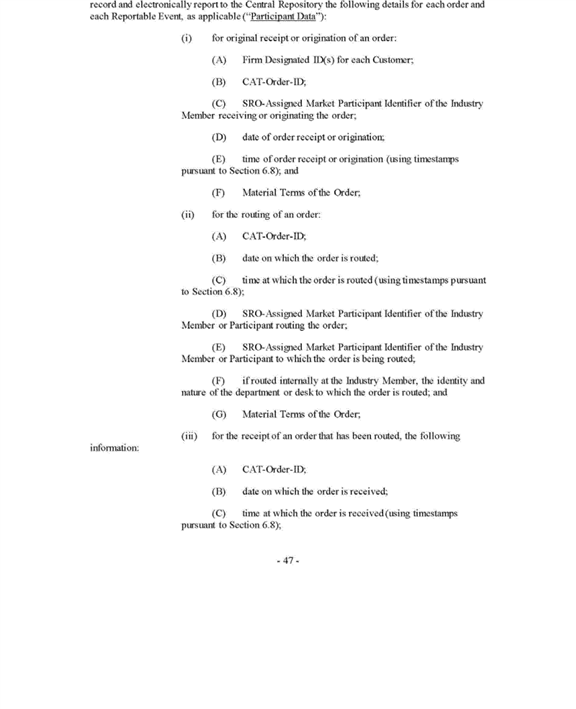 record and electronically report to the Central Repository the following details for each order and
each Reportable Event, as applicable (“Participant Data”):
(i) for original receipt or origination of an order:
(A) Firm Designated ID(s) for each Customer;
(B) CAT-Order-ID;
(C) SRO-Assigned Market Participant Identifier of the Industry
Member receiving or originating the order;
(D) date of order receipt or origination;
(E) time of order receipt or origination (using timestamps
pursuant to Section 6.8); and
(F) Material Terms of the Order;
(ii) for the routing of an order:
(A) CAT-Order-ID;
(B) date on which the order is routed;
(C) time at which the order is routed (using timestamps pursuant
to Section 6.8);
(D) SRO-Assigned Market Participant Identifier of the Industry
Member or Participant routing the order;
(E) SRO-Assigned Market Participant Identifier of the Industry
Member or Participant to which the order is being routed;
(F) if routed internally at the Industry Member, the identity and
nature of the department or desk to which the order is routed; and
(G) Material Terms of the Order;
(iii) for the receipt of an order that has been routed, the following
information:
(A) CAT-Order-ID;
(B) date on which the order is received;
(C) time at which the order is received (using timestamps
pursuant to Section 6.8);
- 47 -